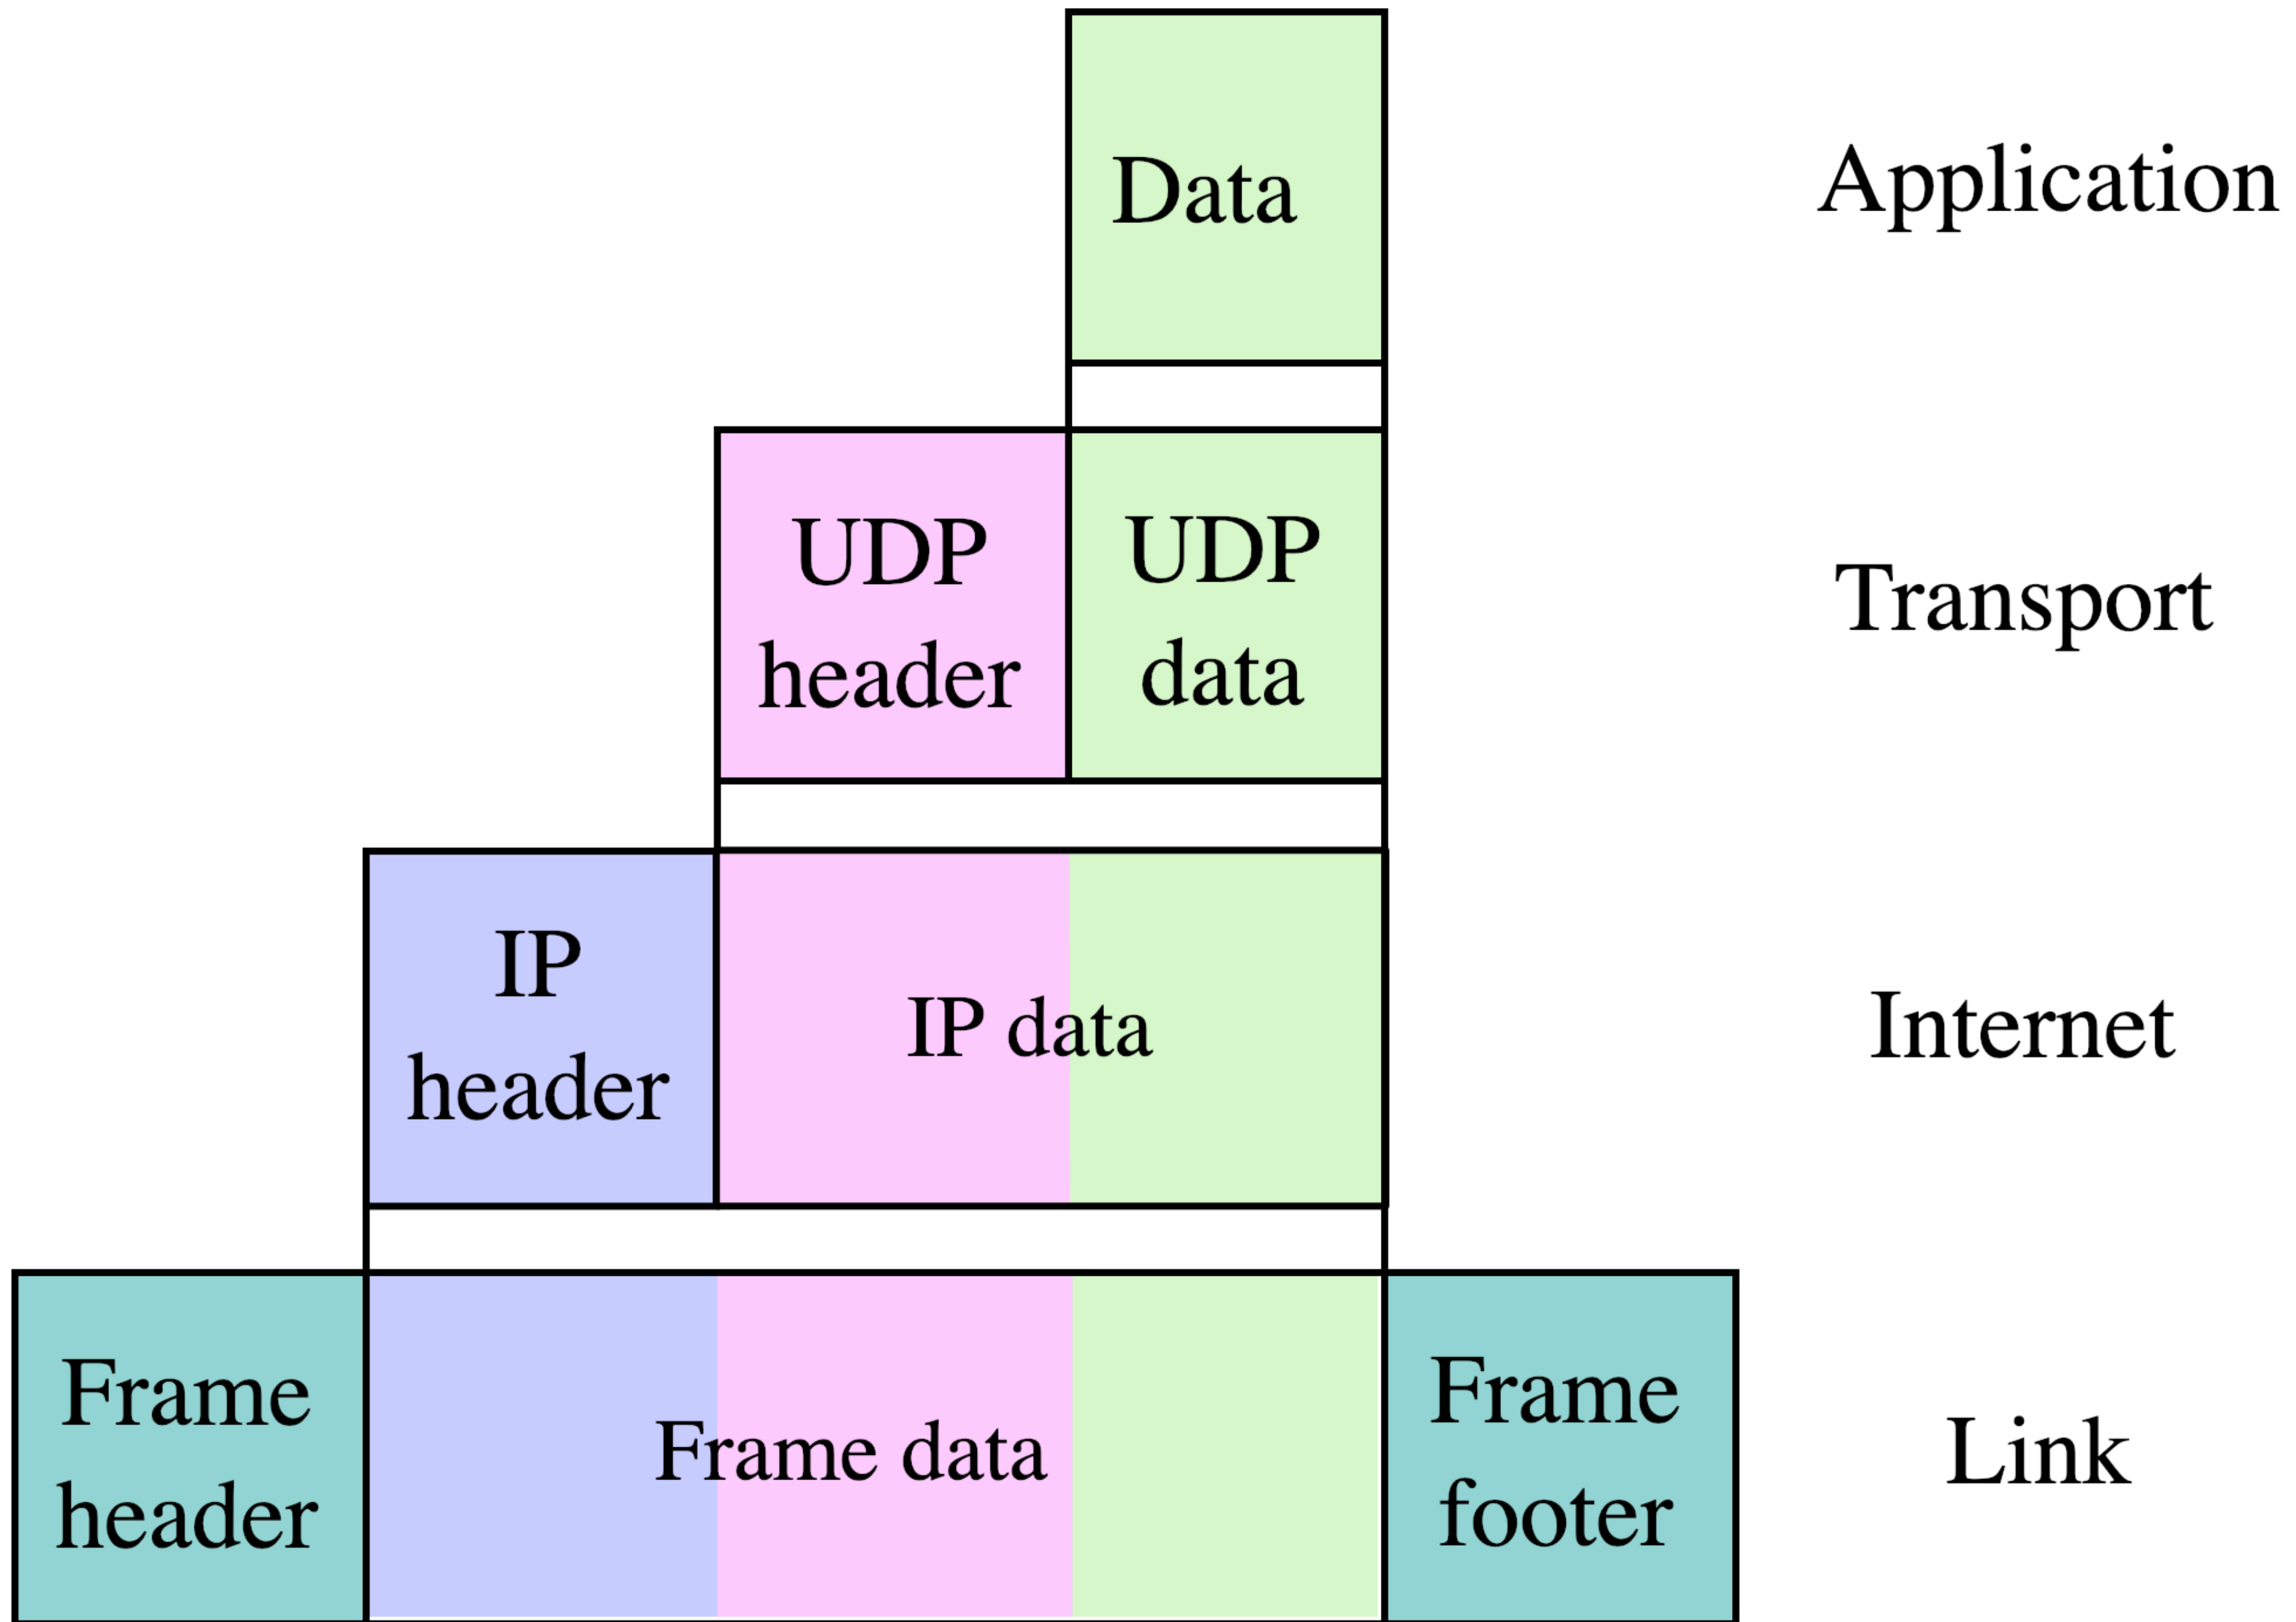 Data
Application
UDP
header
UDP
data
Transport
IP
header
IP data
Internet
Frame
header
Frame data
Frame
footer
Link